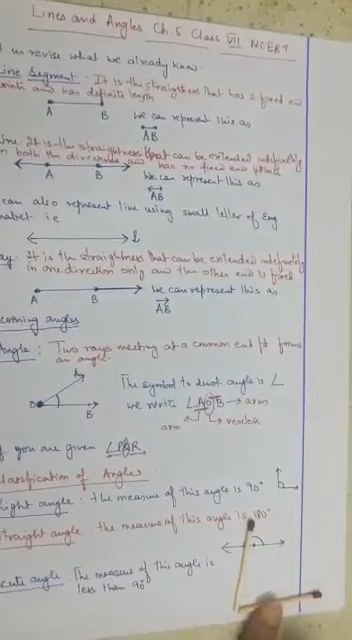 Lines and Angles Ch.5 Class VII NCERT
us revise what we already know
Line Segment : It is the straightness that has 2 fixed end
points and has definite length
A B we can represent this as
AB
Line: It is the straightness that can be extended indefinitely
in both the directions and has no fixed end points
A B We can represent this as
AB
can also represent line using small letter of Eng
alphabet i.e
l
Ray : It is the straightness that can be extended indefinitely
in one direction only and the other end is fixed
A B We can represent this as
AB
Concerning angles
Angle : Two rays meeting at a common end pt forms
an angle.
A
The symbol to denote angle is ∠
O B we write ∠AOB → arm
arm vertex
If you are given ∠PQR
Classification of Angles
Right angle : the measure of this angle is 90°
Straight angle : the measure of this angle is 180°
Acute angle : The measure of this angle is
less than 90°